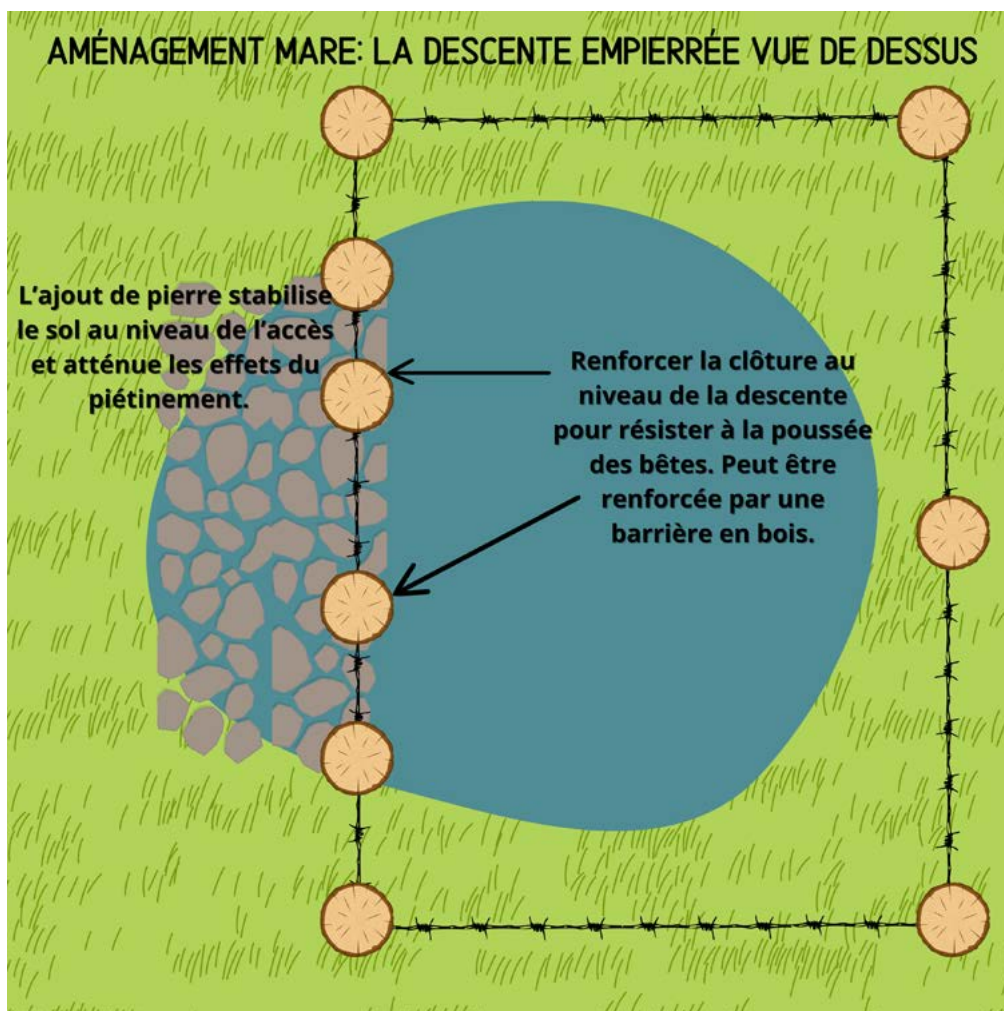 AMÉNAGEMENT MARE: LA DESCENTE EMPIERRÉE VUE DE DESSUS
L'ajout de pierre stabilise
le sol au niveau de l'accès
et atténue les effets du
piétinement.
Renforcer la clôture au
niveau de la descente
pour résister à la poussée
des bêtes. Peut être
renforcée par une
barrière en bois.